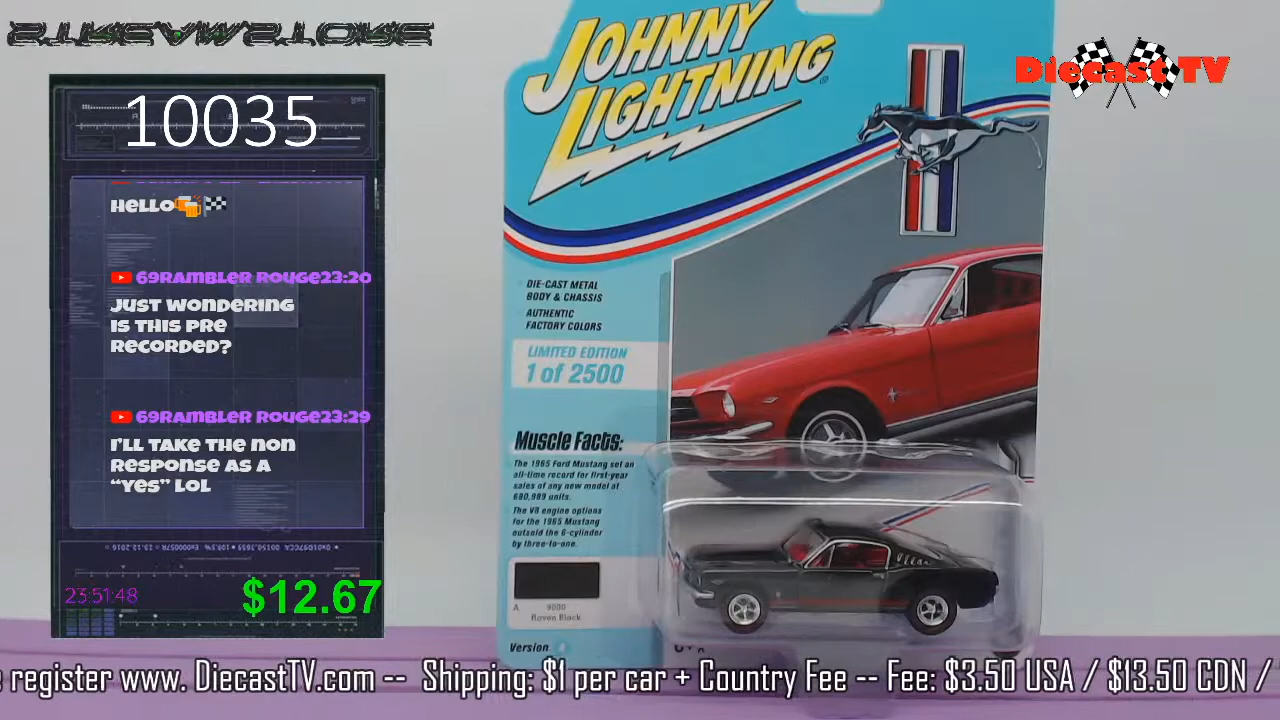 STREAM STORE
10035
Hello🍻🏁
69Rambler Rouge23:20
Just wondering
is this pre
recorded?
69Rambler Rouge23:29
I'll take the non
response as a
“yes” lol
23:51:48
$12.67
JOHNNY
LIGHTNING
DIE-CAST METAL
BODY & CHASSIS
AUTHENTIC
FACTORY COLORS
LIMITED EDITION
1 of 2500
Muscle Facts:
The 1965 Ford Mustang set an
all-time record for first-year
sales of any new model at
680,989 units.
The V8 engine options
for the 1965 Mustang
outsold the 6-cylinder
by three-to-one.
A 9000
Raven Black
Version A
Diecast TV
e register www. DiecastTV.com -- Shipping: $1 per car + Country Fee -- Fee: $3.50 USA / $13.50 CDN /